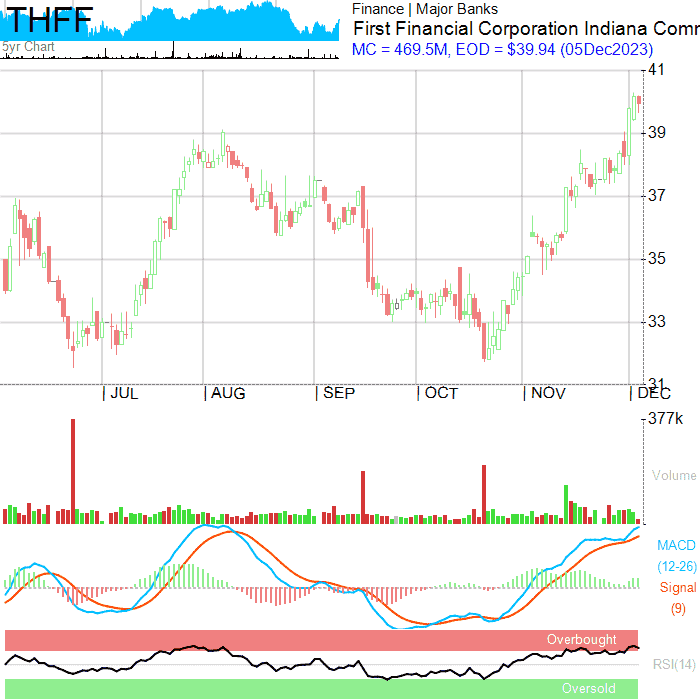 THFF
5yr Chart
Finance | Major Banks
First Financial Corporation Indiana Comm
MC = 469.5M, EOD = $39.94 (05Dec2023)
41
39
37
35
33
31
| JUL | AUG | SEP | OCT | NOV | DEC
377k
Volume
MACD
(12-26)
Signal
(9)
Overbought
RSI(14)
Oversold